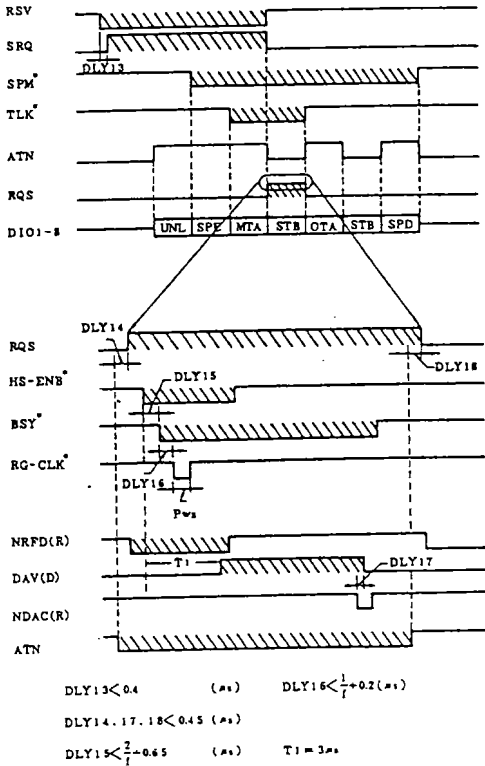 RSV
SRQ
DLY13
SPM*
TLK*
ATN
RQS
DIO1-8 UNL SPE MTA STB OTA STB SPD
DLY14
RQS
DLY18
HS-ENB*
DLY15
BSY*
RG-CLK*
DLY16
Pws
NRFD(R)
T1
DAV(D)
DLY17
NDAC(R)
ATN
DLY13<0.4 (μs) DLY16<1/f+0.2(μs)
DLY14.17.18<0.45 (μs)
DLY15<2/f+0.65 (μs) T1=3μs